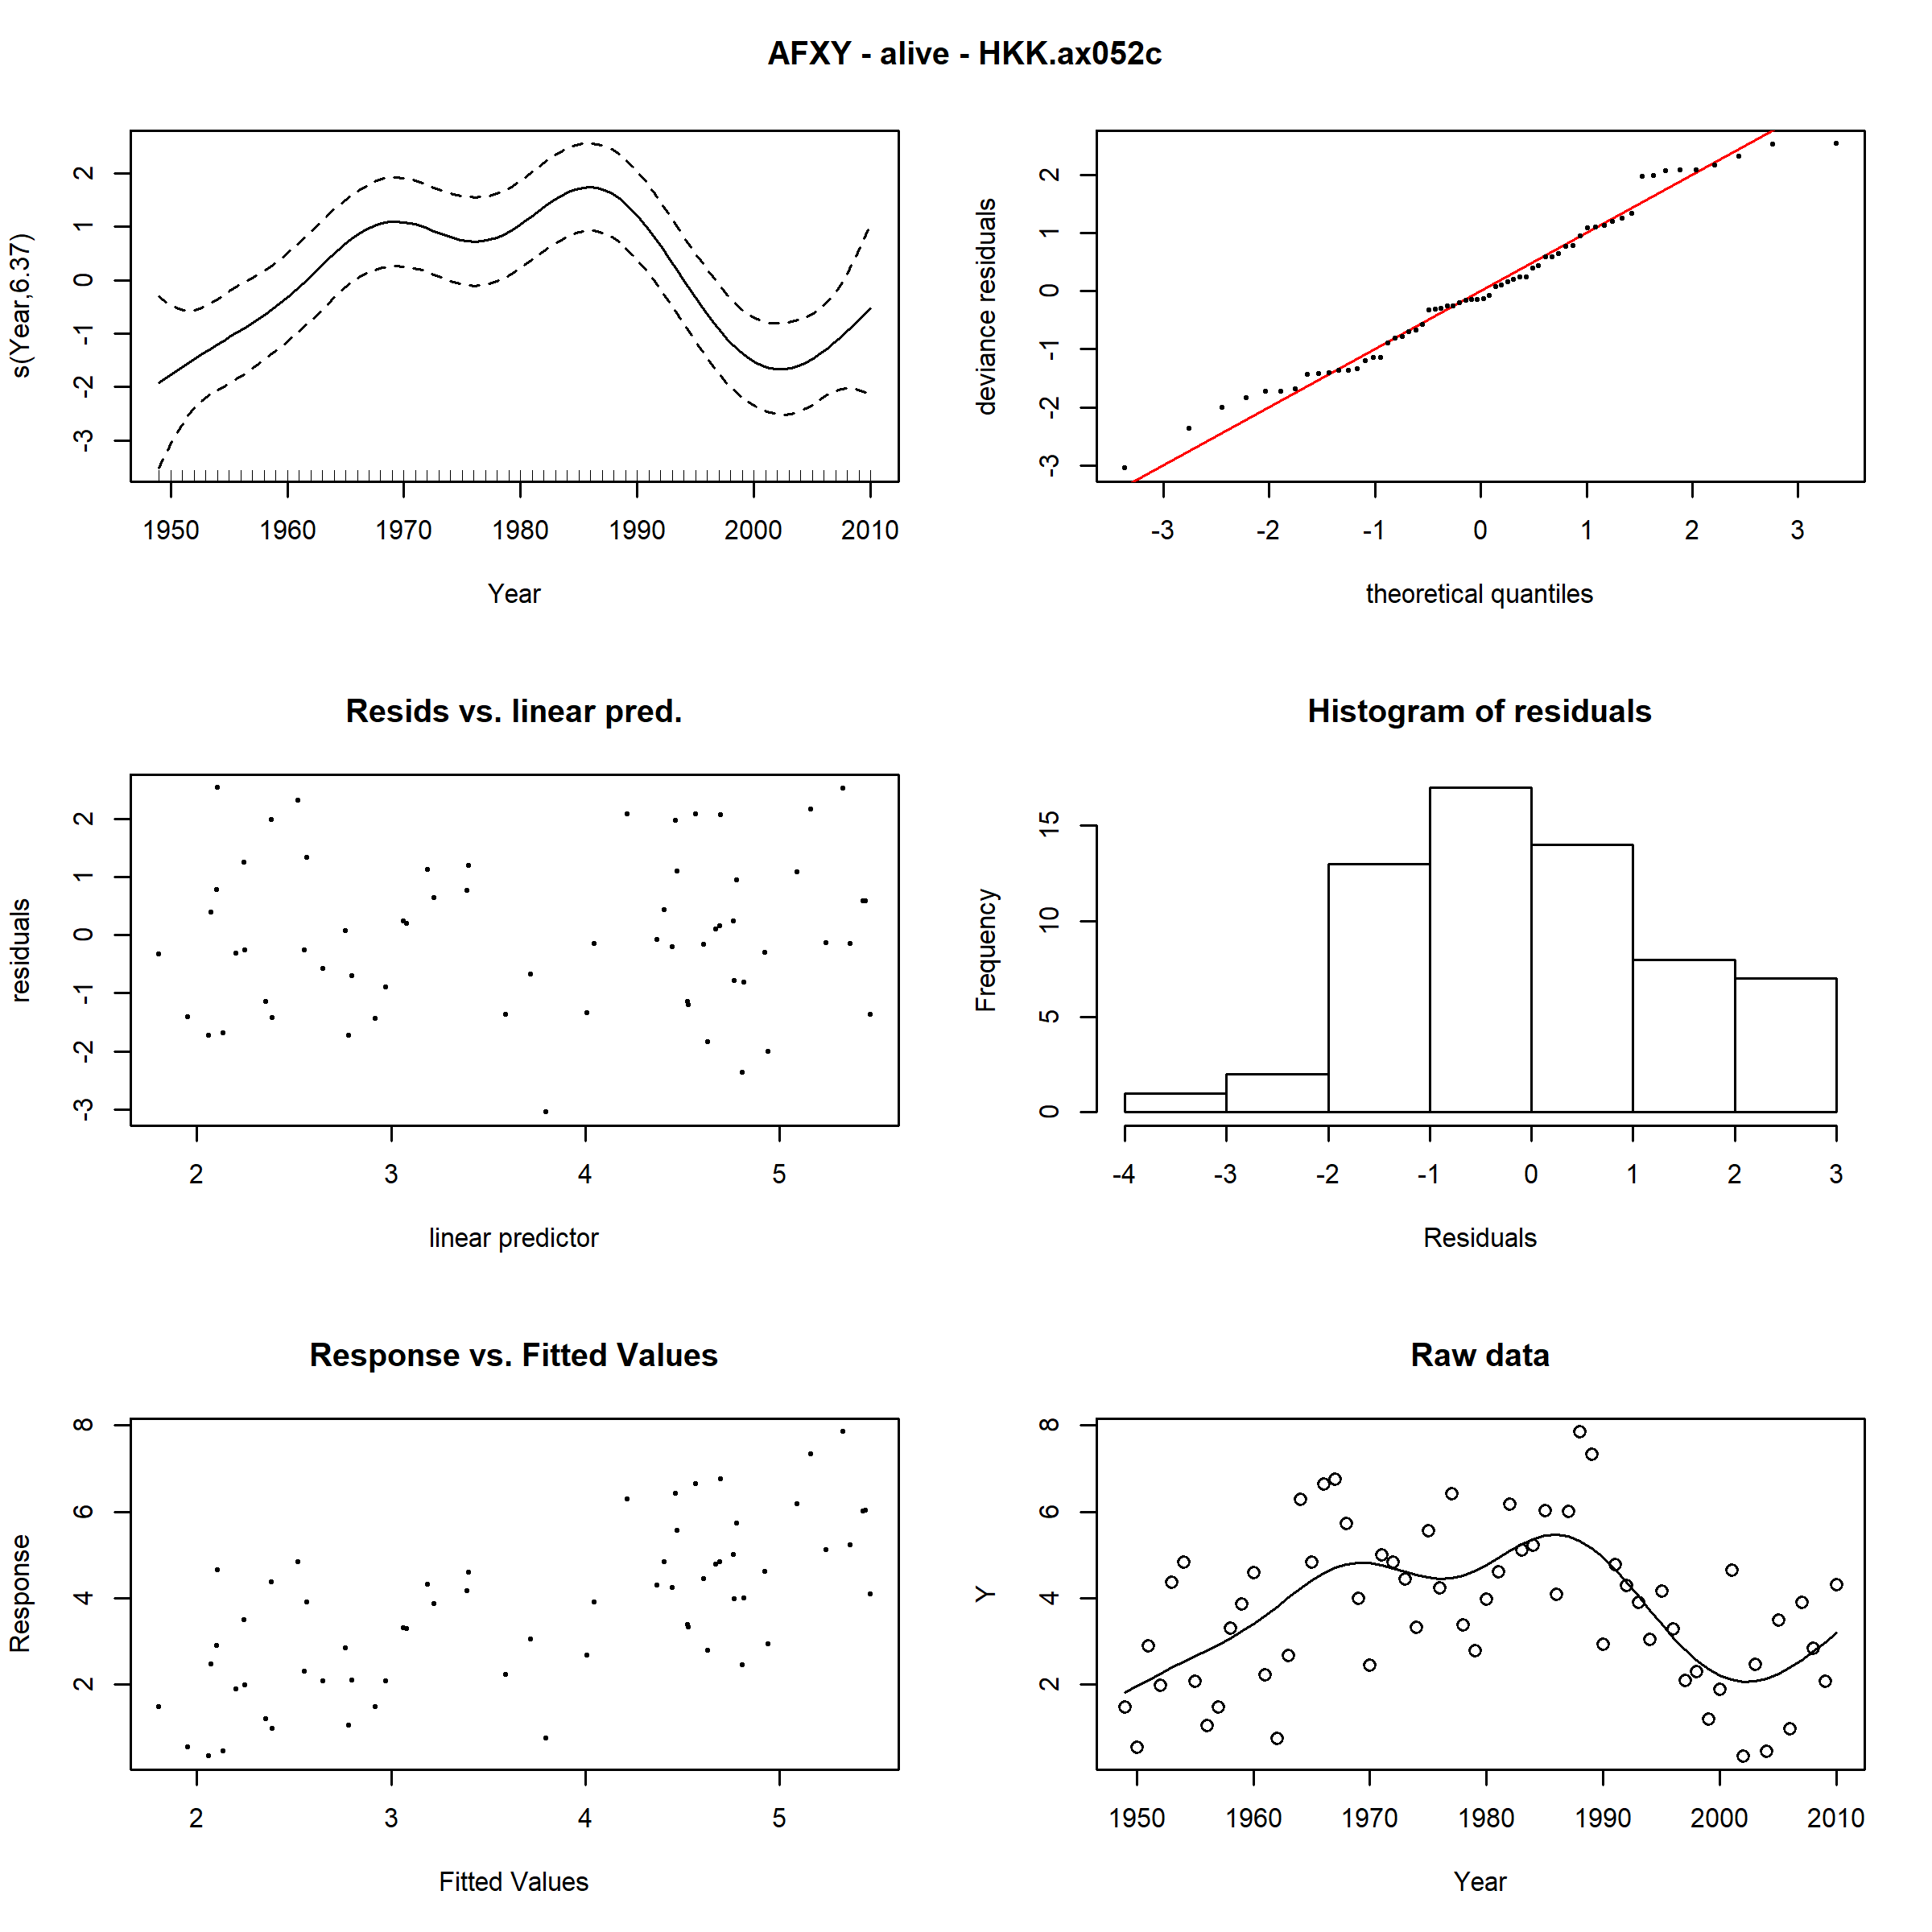 AFXY - alive - HKK.ax052c
s(Year,6.37)
2
1
0
-1
-2
-3
1950 1960 1970 1980 1990 2000 2010
Year
deviance residuals
2
1
0
-1
-2
-3
-3 -2 -1 0 1 2 3
theoretical quantiles
Resids vs. linear pred.
residuals
2
1
0
-1
-2
-3
2 3 4 5
linear predictor
Histogram of residuals
Frequency
15
10
5
0
-4 -3 -2 -1 0 1 2 3
Residuals
Response vs. Fitted Values
Response
8
6
4
2
2 3 4 5
Fitted Values
Raw data
Y
8
6
4
2
1950 1960 1970 1980 1990 2000 2010
Year